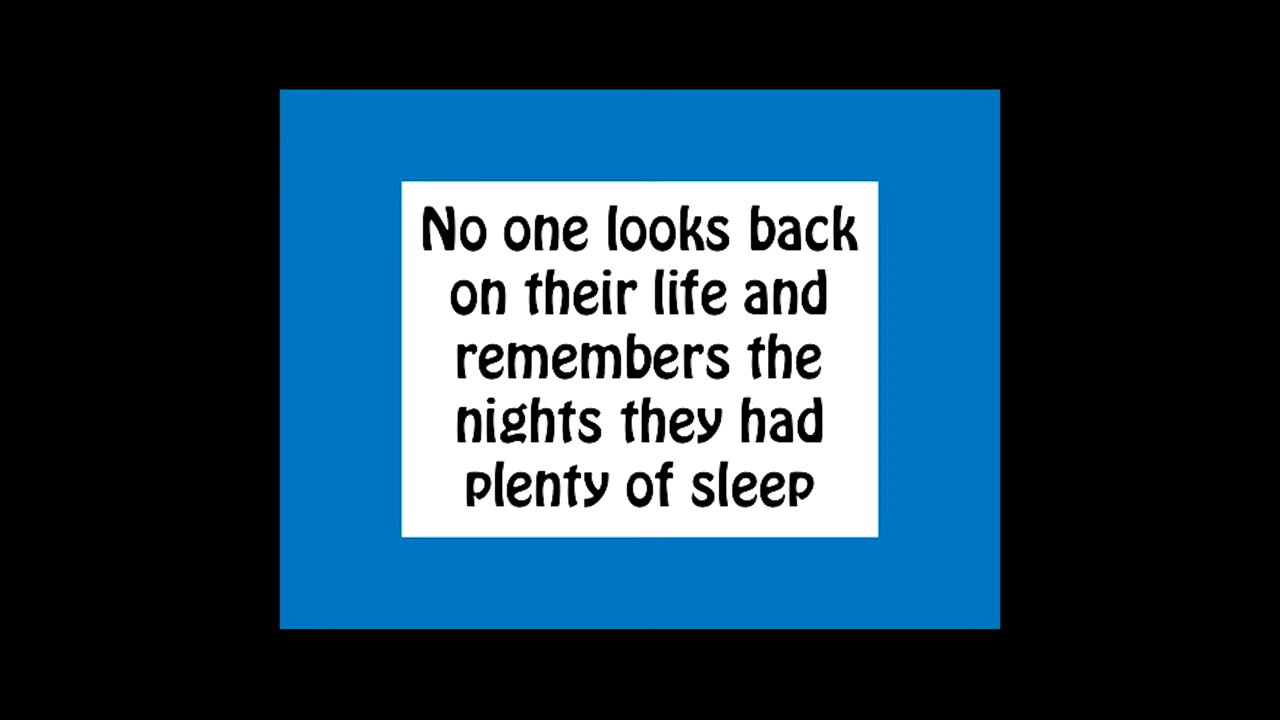 No one looks back
on their life and
remembers the
nights they had
plenty of sleep